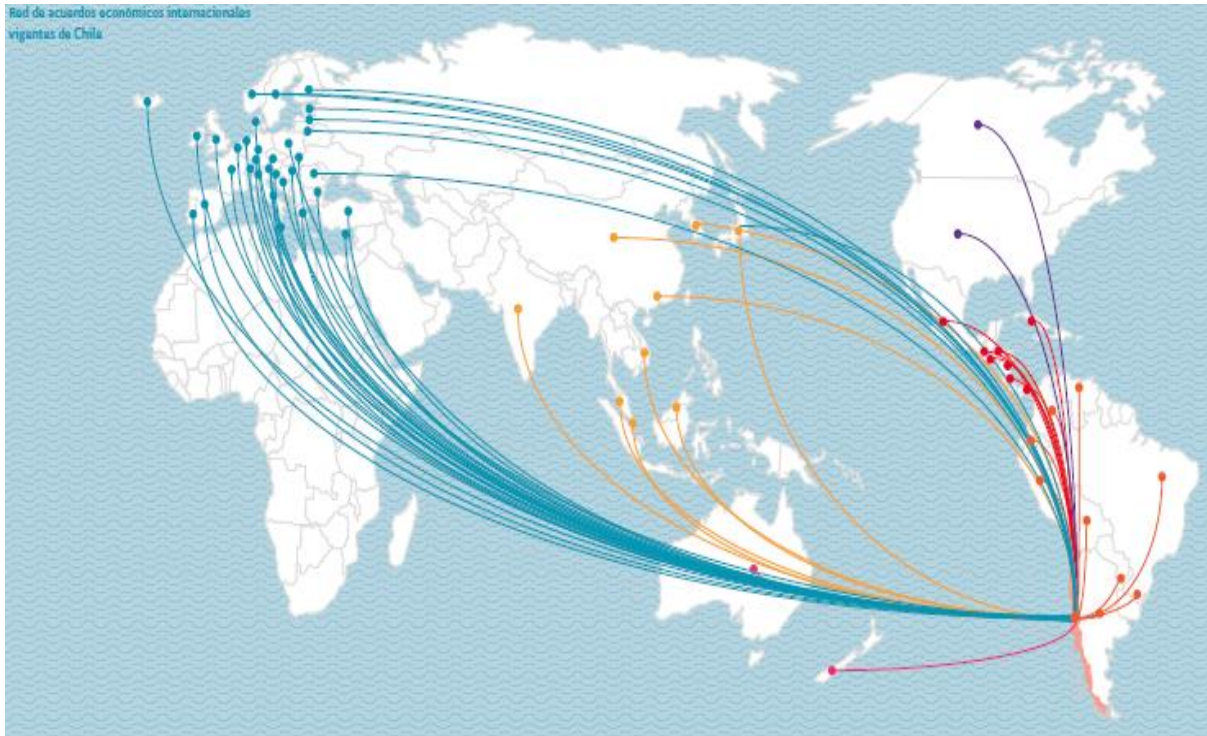 Red de acuerdos económicos internacionales
vigentes de Chile